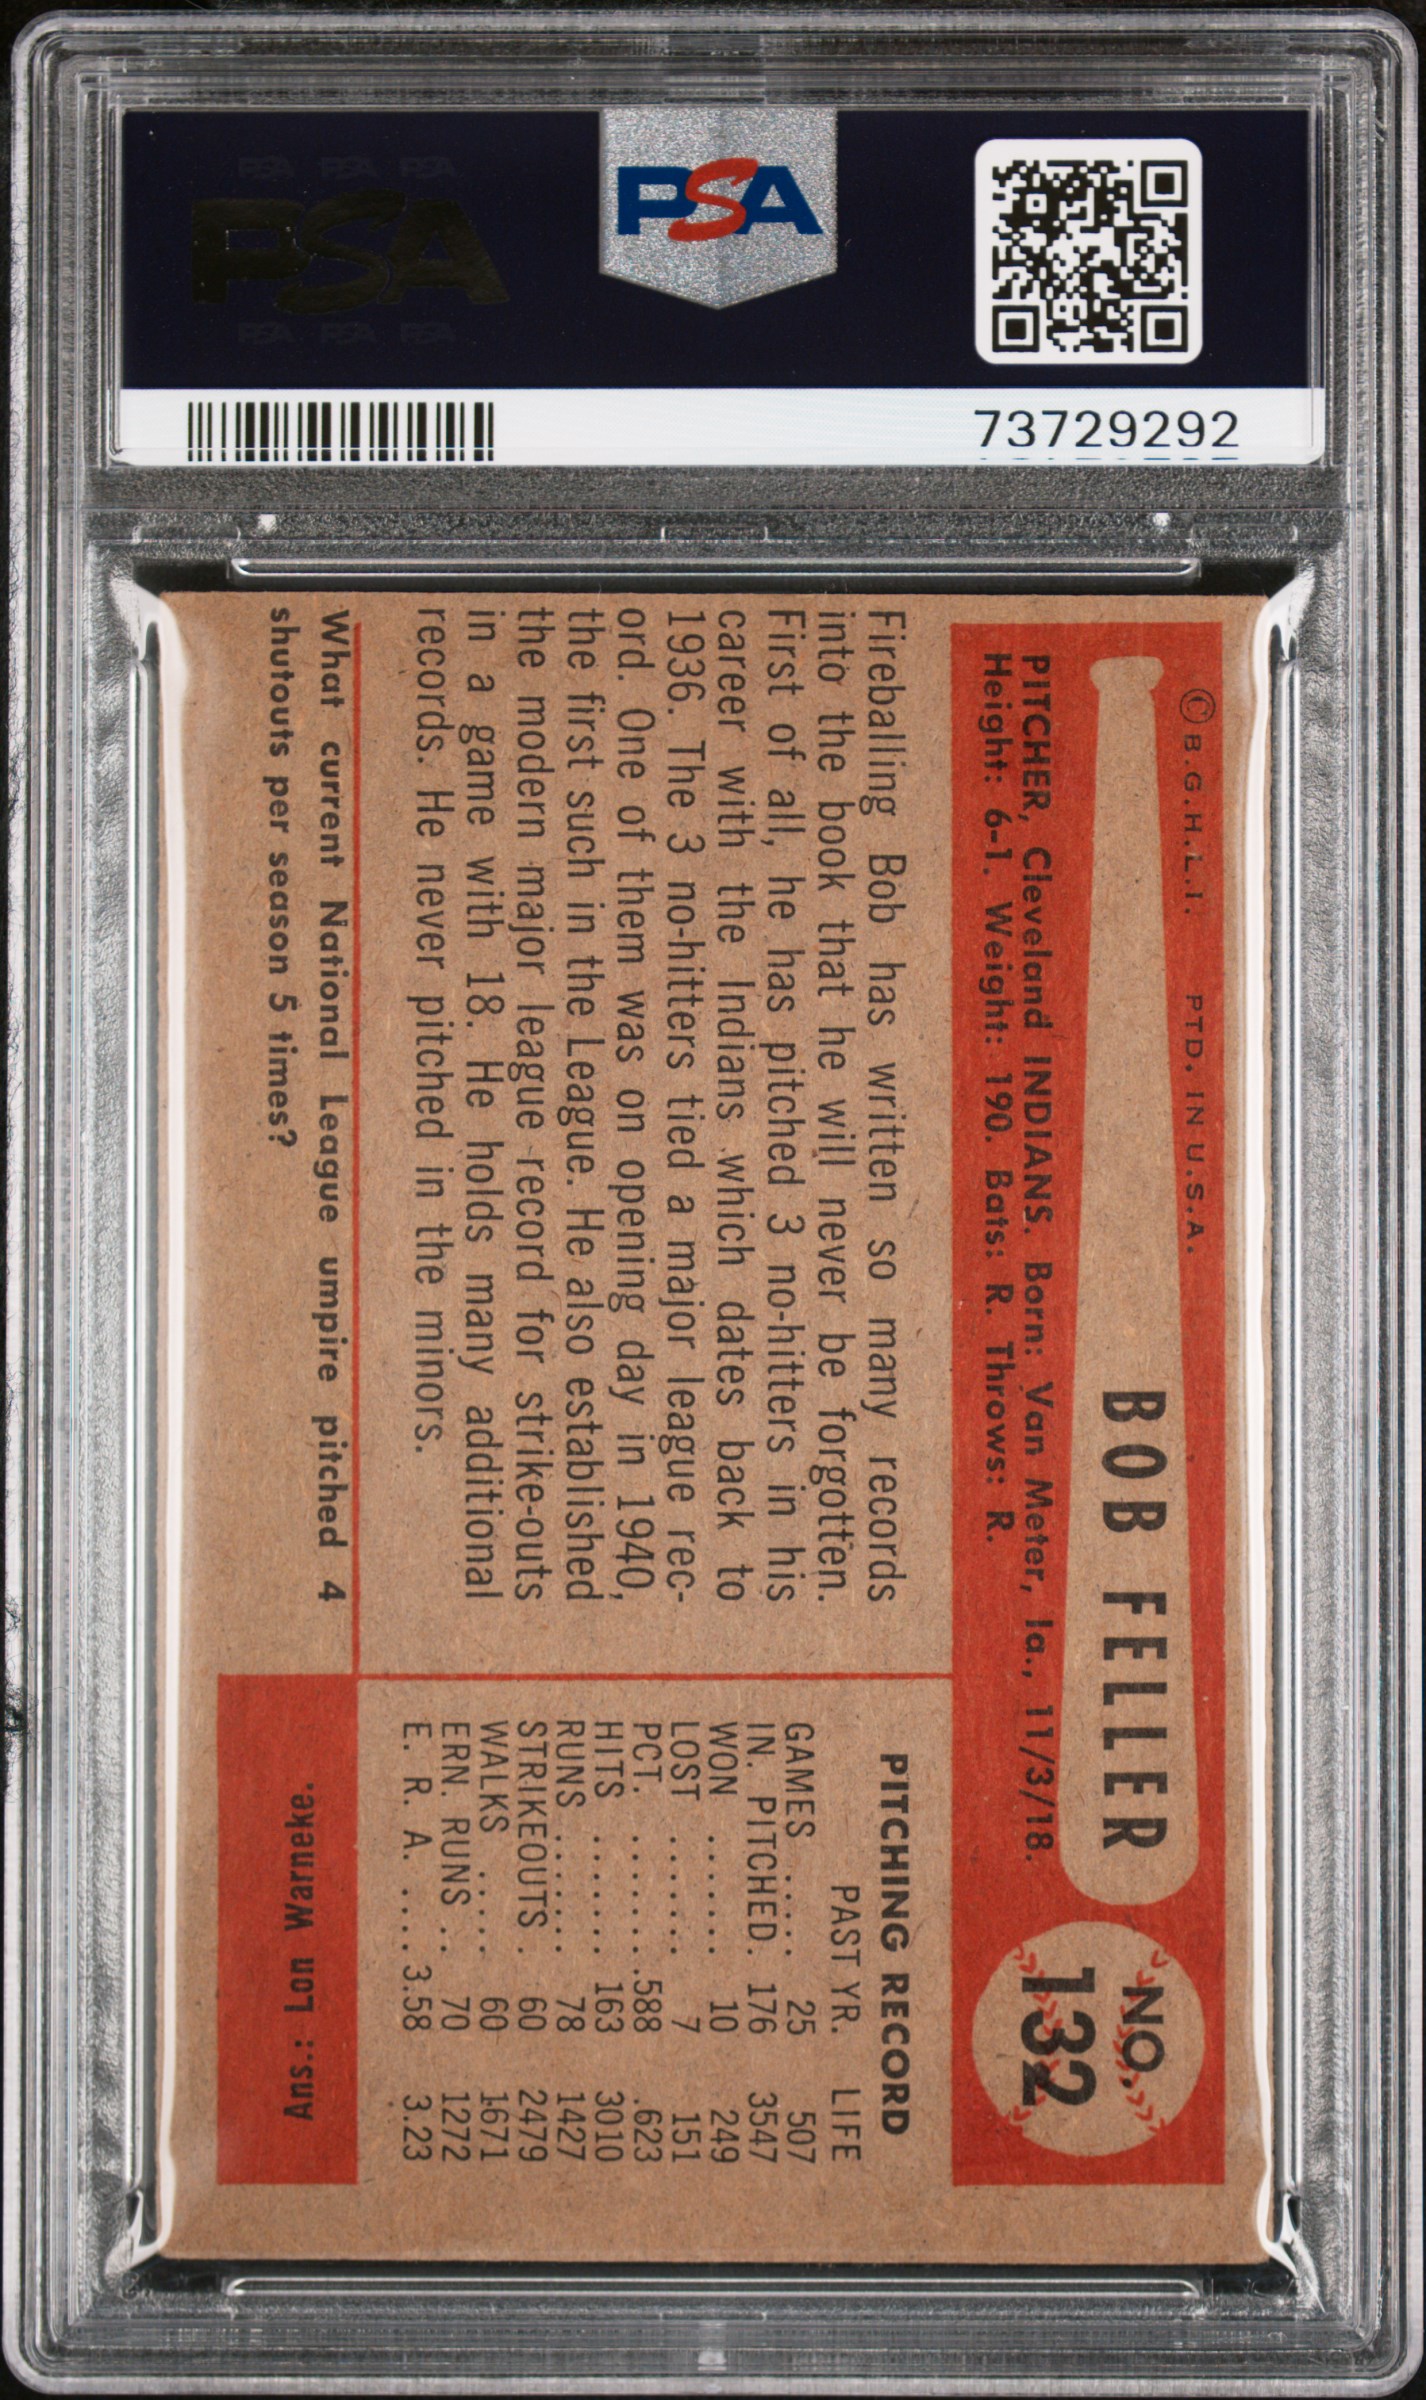 PSA PSA PSA
PSA
PSA PSA PSA
PSA
73729292
© B.G.H.L.I. PTD. IN U.S.A.
BOB FELLER
NO.
132
PITCHER, Cleveland INDIANS. Born: Van Meter, Ia., 11/3/18.
Height: 6-1. Weight: 190. Bats: R. Throws: R.
Fireballing Bob has written so many records
into the book that he will never be forgotten.
First of all, he has pitched 3 no-hitters in his
career with the Indians which dates back to
1936. The 3 no-hitters tied a major league rec-
ord. One of them was on opening day in 1940,
the first such in the League. He also established
the modern major league record for strike-outs
in a game with 18. He holds many additional
records. He never pitched in the minors.
PITCHING RECORD
PAST YR. LIFE
GAMES ..... 25 507
IN. PITCHED. 176 3547
WON ....... 10 249
LOST ....... 7 151
PCT. ....... .588 .623
HITS ....... 163 3010
RUNS ....... 78 1427
STRIKEOUTS . 60 2479
WALKS ..... 60 1671
ERN. RUNS .. 70 1272
E. R. A. .... 3.58 3.23
What current National League umpire pitched 4
shutouts per season 5 times?
Ans.: Lon Warneke.